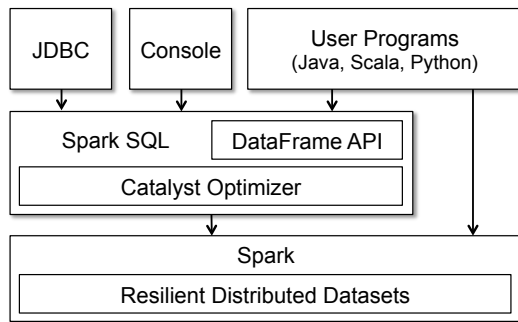 JDBC
Console
User Programs
(Java, Scala, Python)
Spark SQL
DataFrame API
Catalyst Optimizer
Spark
Resilient Distributed Datasets